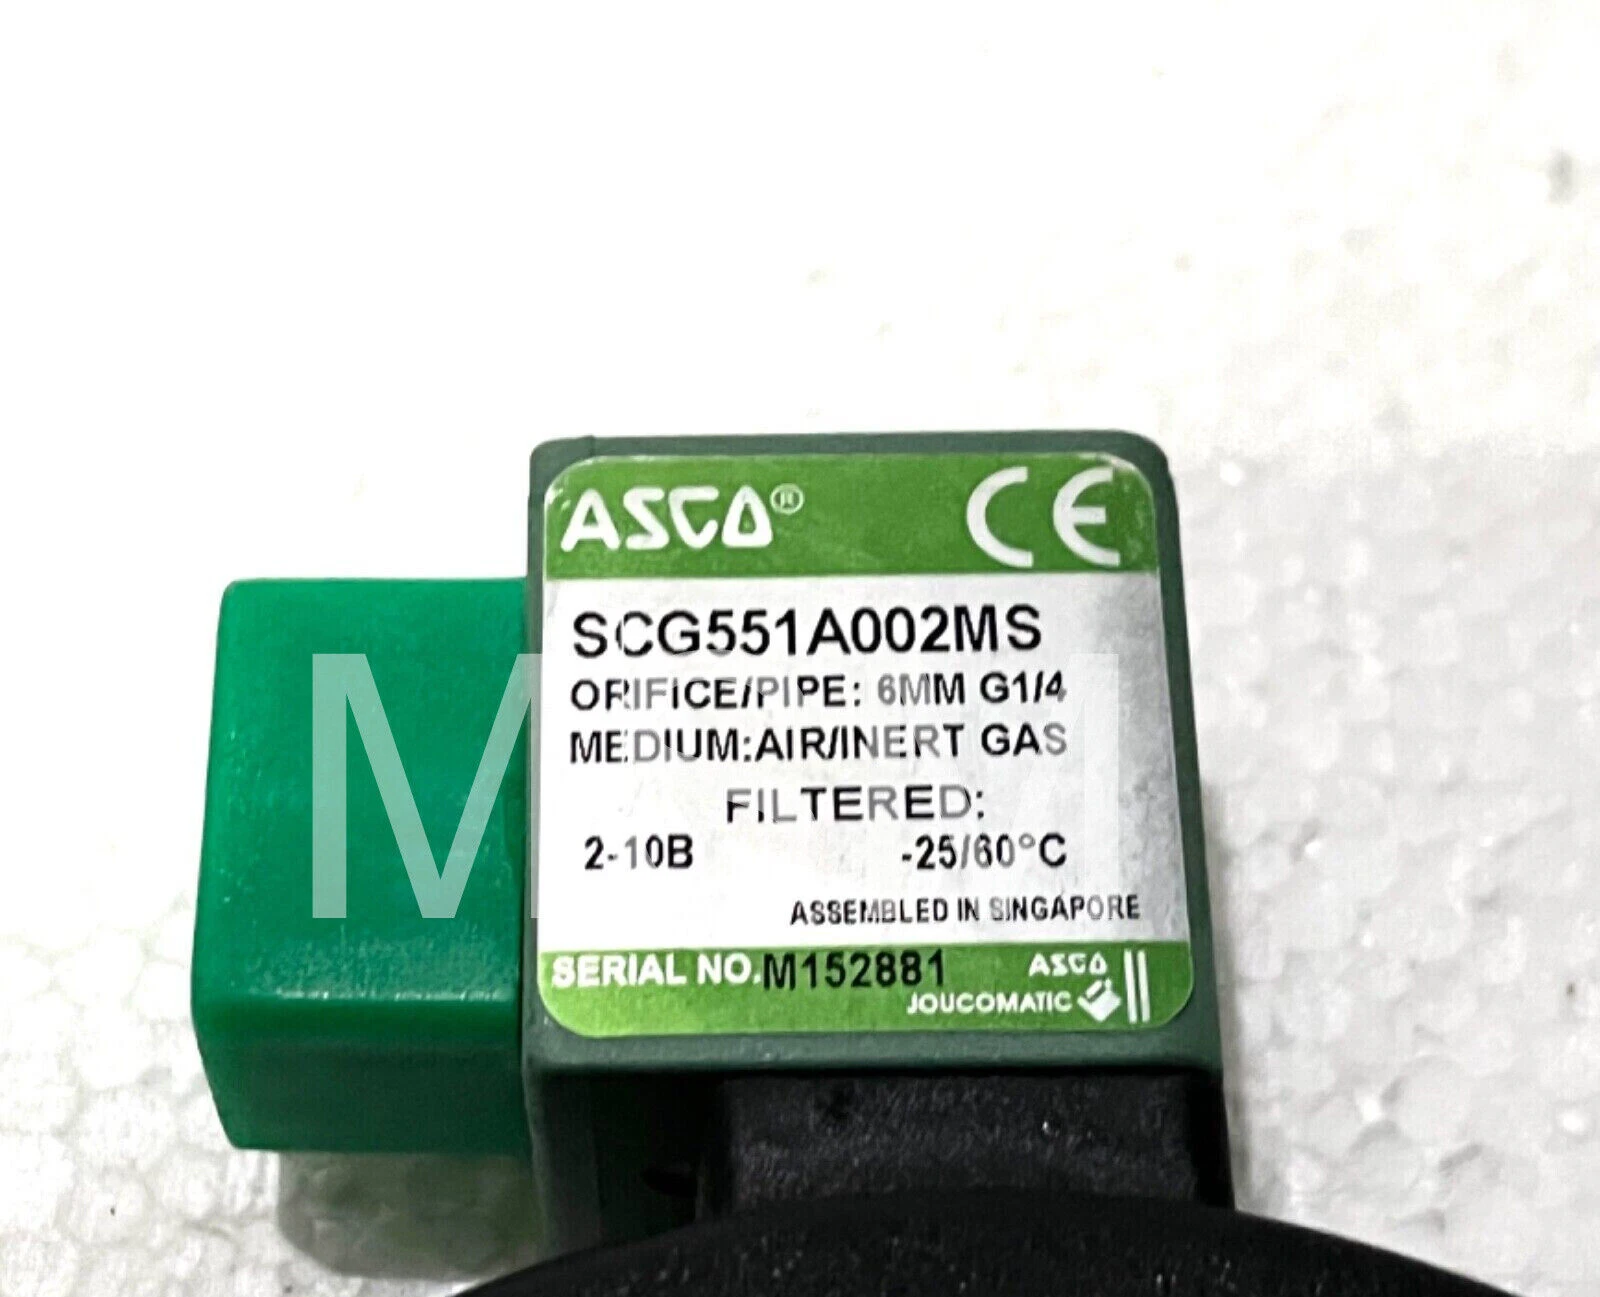 ASCO® CE
SCG551A002MS
ORIFICE/PIPE: 6MM G1/4
MEDIUM:AIR/INERT GAS
FILTERED:
2-10B -25/60°C
ASSEMBLED IN SINGAPORE
SERIAL NO. M152881
ASCO
JOUCOMATIC